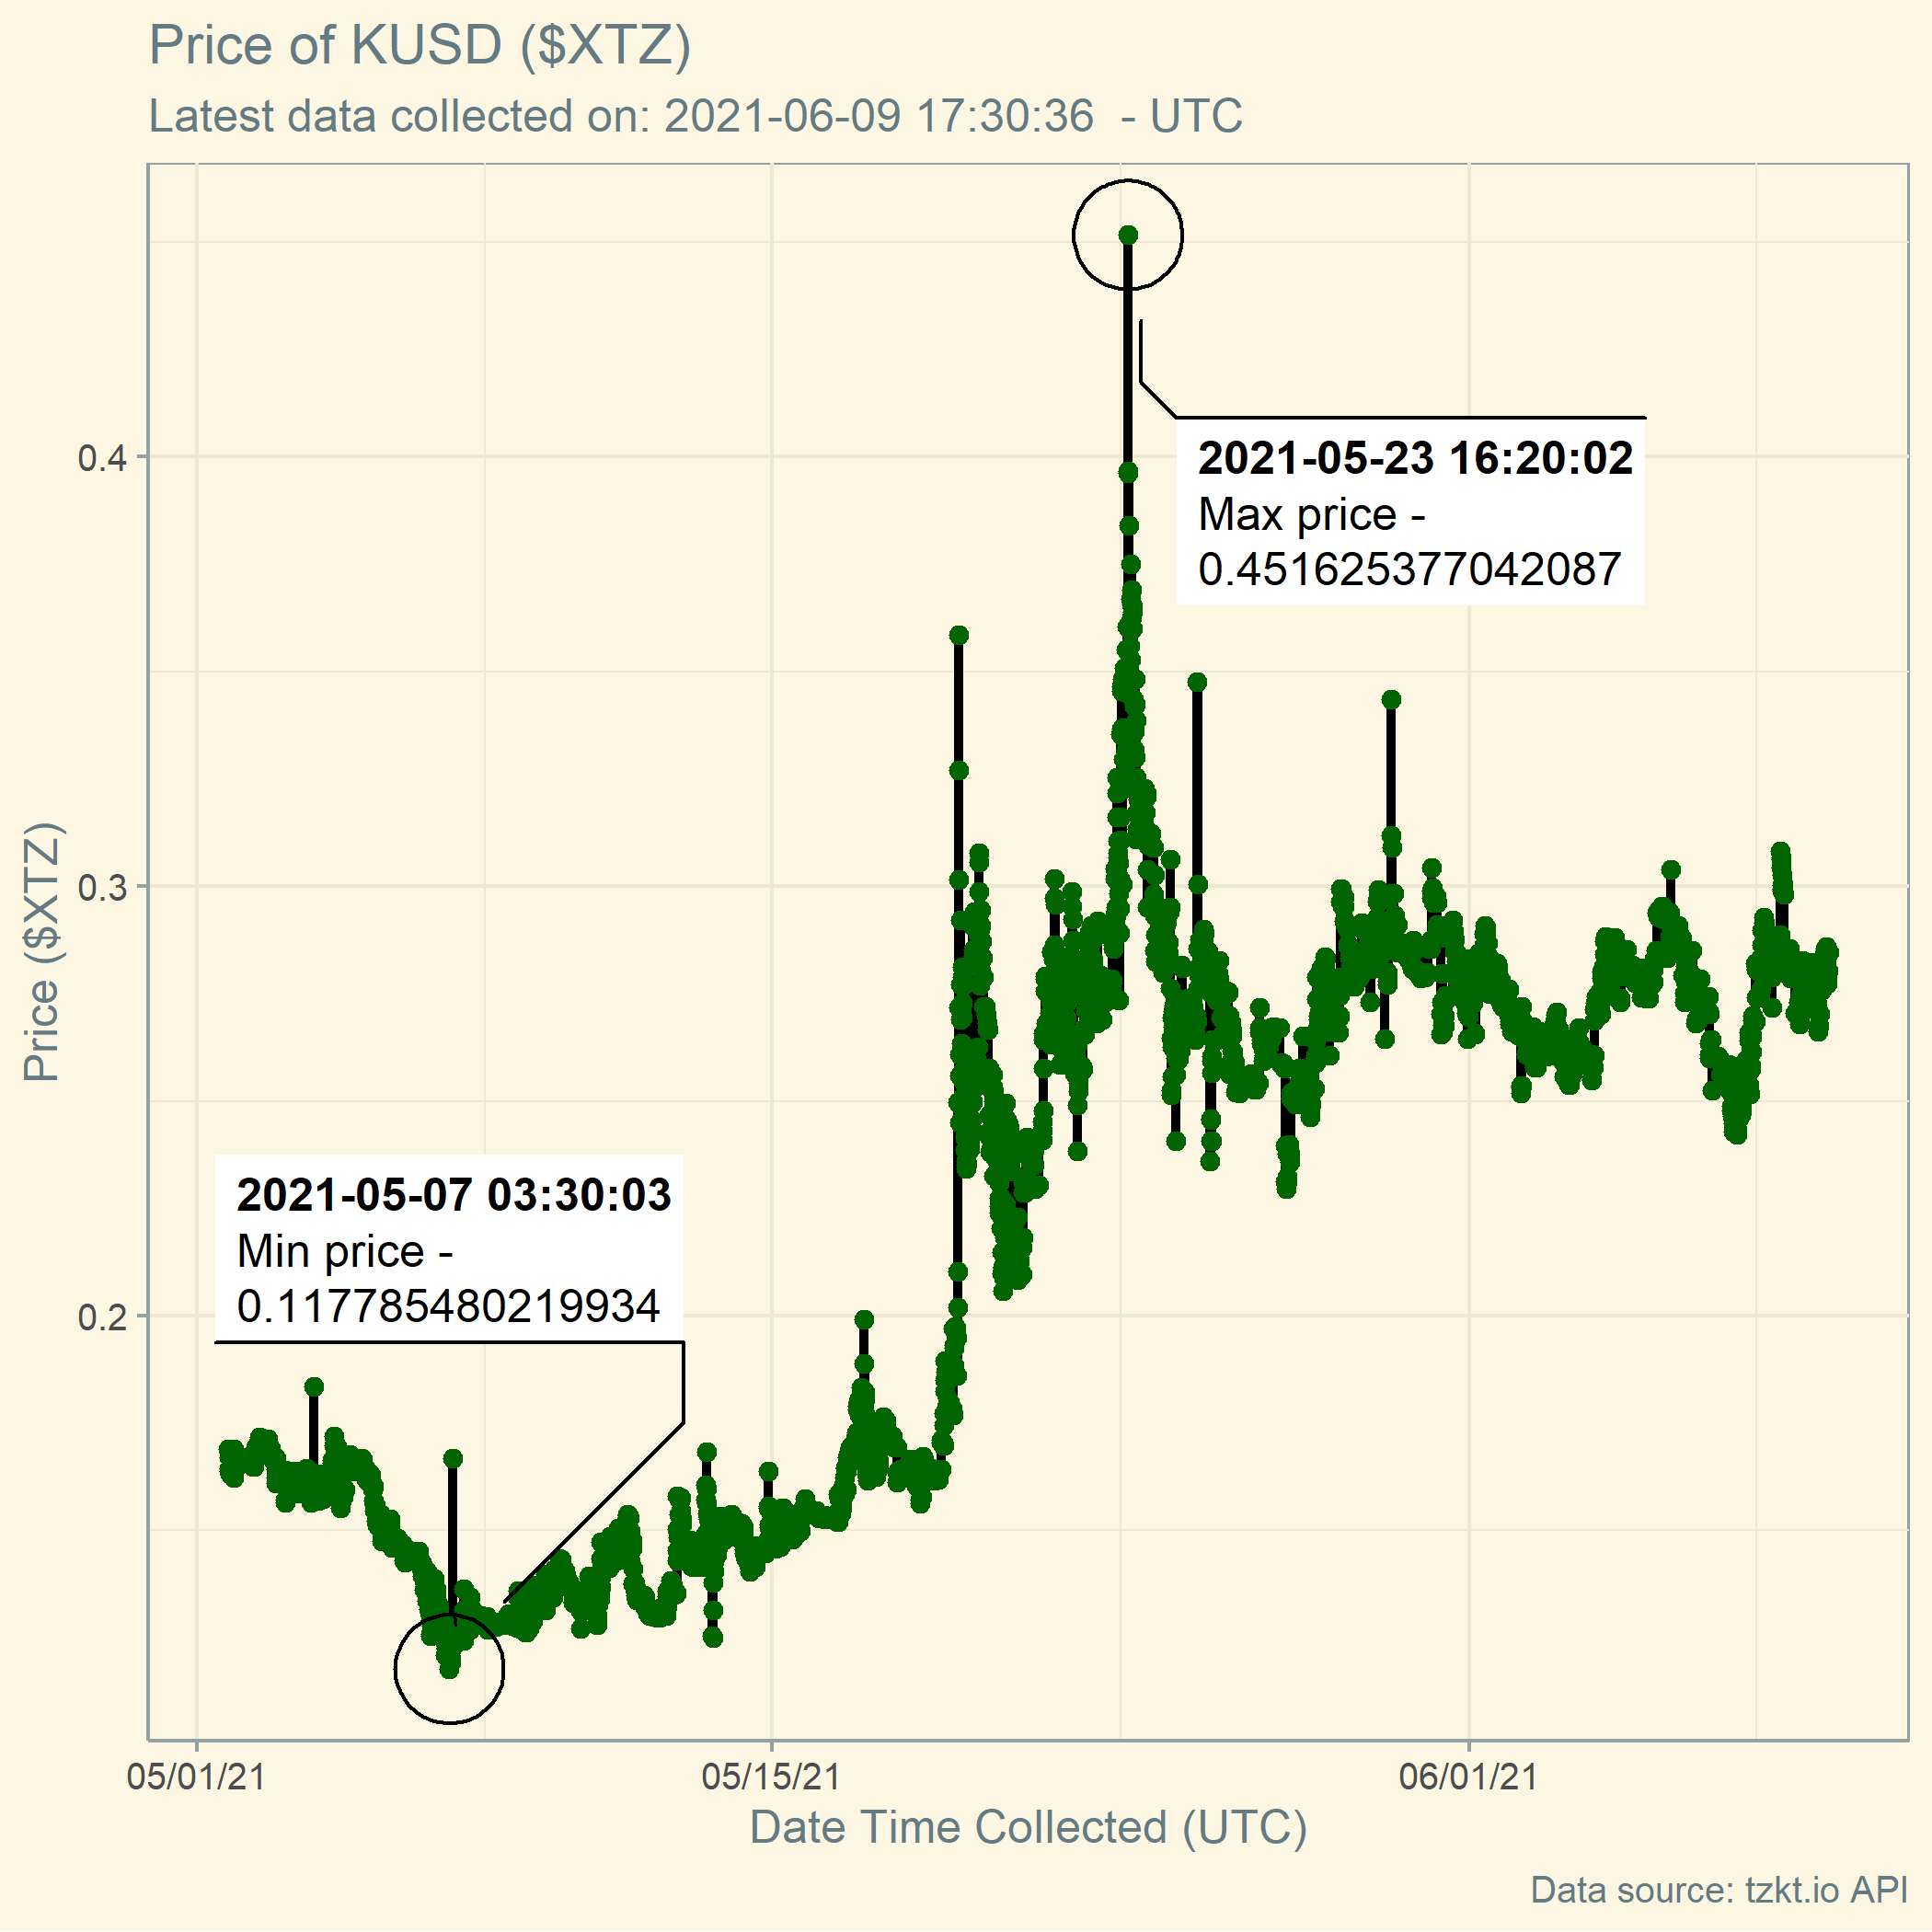 Price of KUSD ($XTZ)
Latest data collected on: 2021-06-09 17:30:36  - UTC
2021-05-23 16:20:02
Max price -
0.451625377042087
2021-05-07 03:30:03
Min price -
0.117785480219934
Price ($XTZ)
0.4
0.3
0.2
05/01/21 05/15/21 06/01/21
Date Time Collected (UTC)
Data source: tzkt.io API